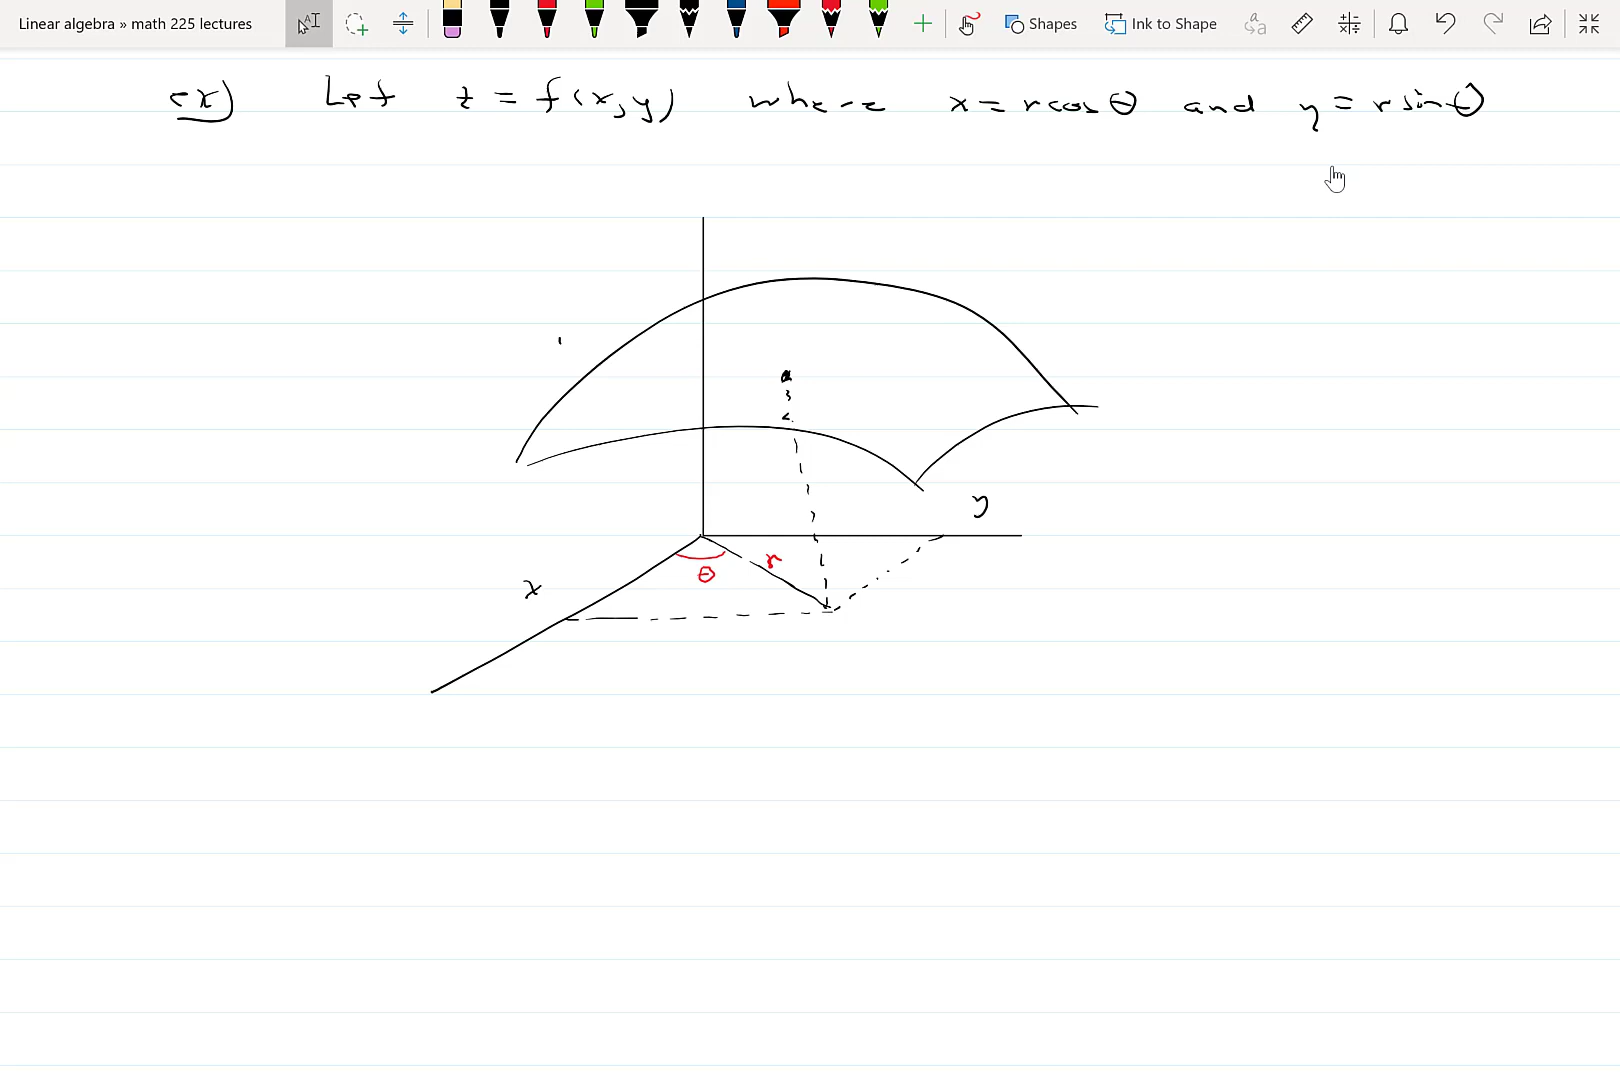 Linear algebra » math 225 lectures
Shapes
Ink to Shape
ex) Let z = f(x,y) where x = r cos θ and y = r sin θ
y
x
θ
r